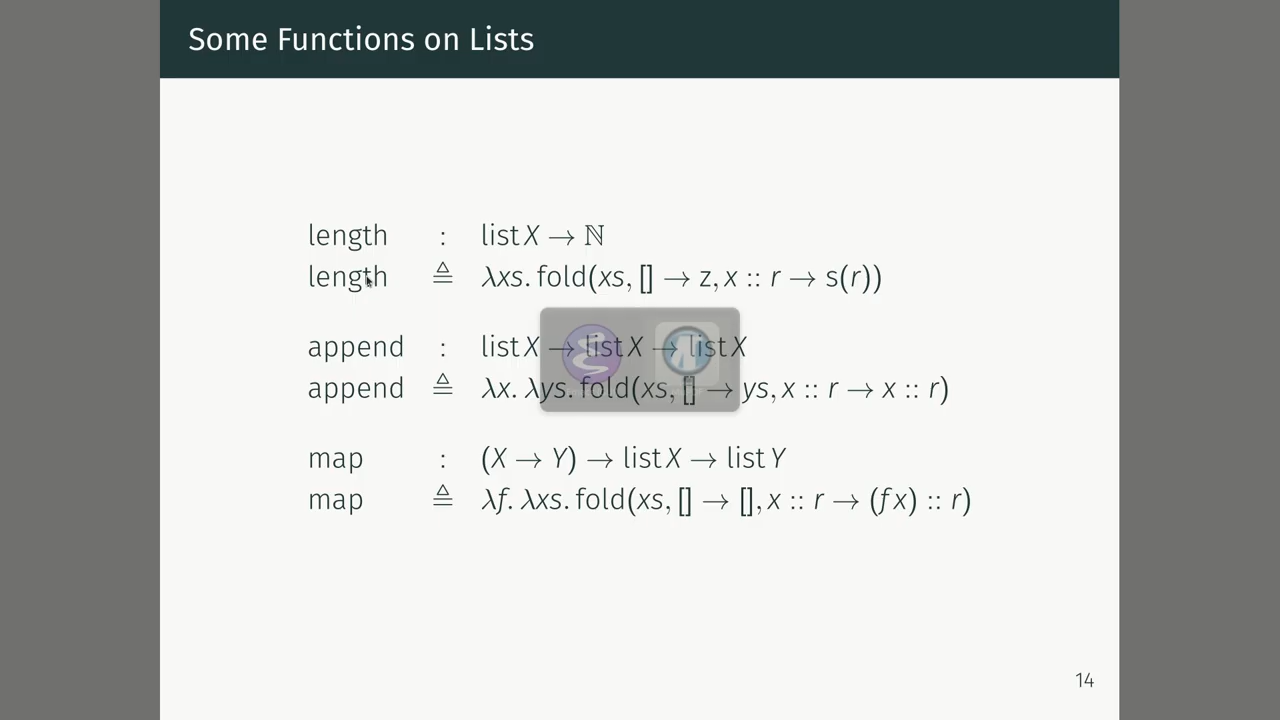 Some Functions on Lists
length : list X → ℕ
length ≜ λxs. fold(xs, [] → z, x :: r → s(r))
append : list X → list X → list X
append ≜ λx. λys. fold(xs, [] → ys, x :: r → x :: r)
map : (X → Y) → list X → list Y
map ≜ λf. λxs. fold(xs, [] → [], x :: r → (f x) :: r)
14